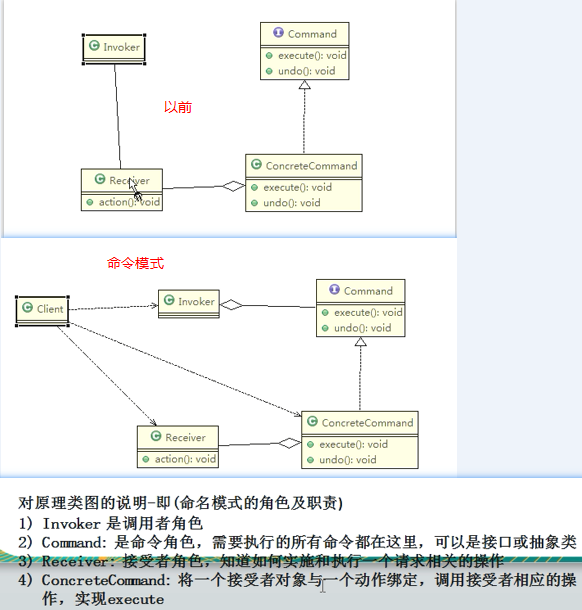 Command
Invoker
execute(): void
undo(): void
以前
ConcreteCommand
Receiver
execute(): void
action(): void
undo(): void
命令模式
Command
Invoker
Client
execute(): void
undo(): void
ConcreteCommand
Receiver
execute(): void
action(): void
undo(): void
对原理类图的说明-即(命名模式的角色及职责)
1) Invoker 是调用者角色
2) Command: 是命令角色，需要执行的所有命令都在这里，可以是接口或抽象类
3) Receiver: 接受者角色，知道如何实施和执行一个请求相关的操作
4) ConcreteCommand: 将一个接受者对象与一个动作绑定，调用接受者相应的操
作，实现execute